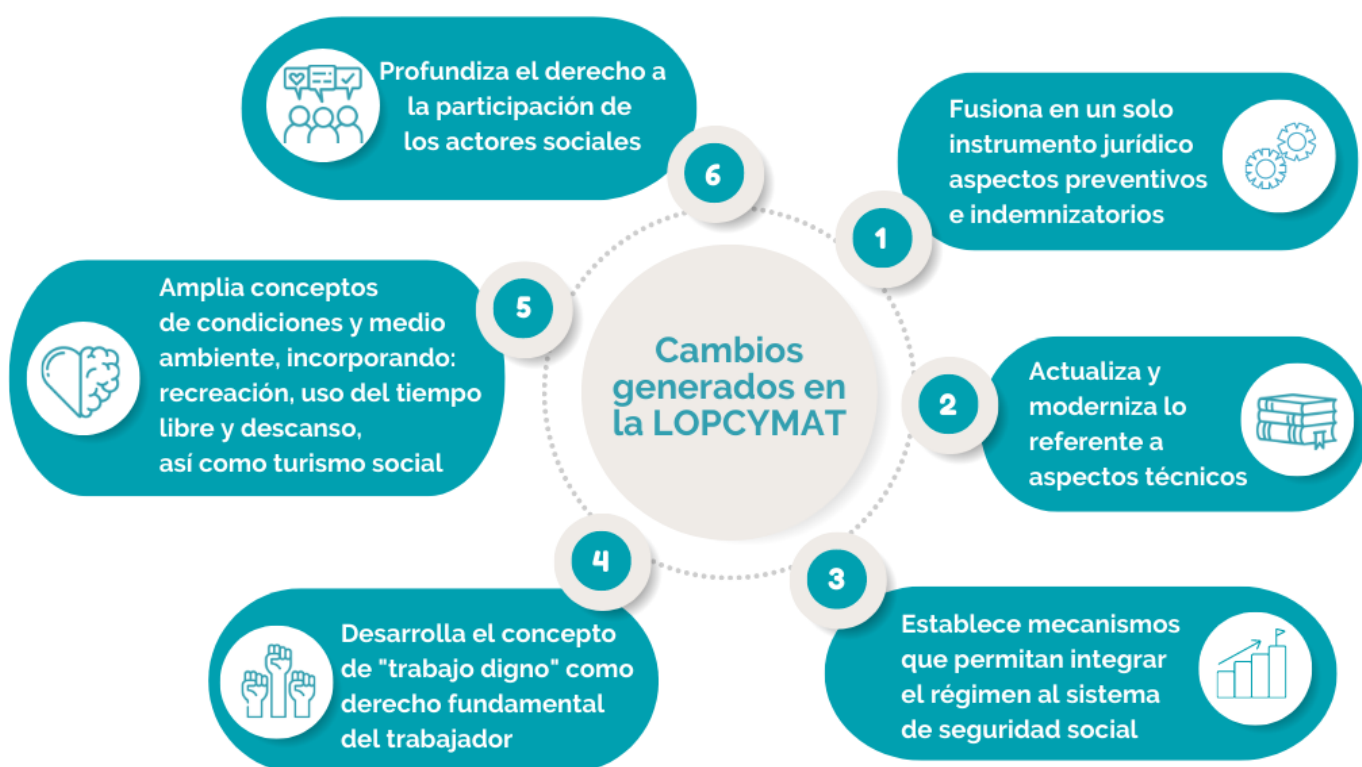 Cambios
generados en
la LOPCYMAT
1
Fusiona en un solo
instrumento jurídico
aspectos preventivos
e indemnizatorios
2
Actualiza y
moderniza lo
referente a
aspectos técnicos
3
Establece mecanismos
que permitan integrar
el régimen al sistema
de seguridad social
4
Desarrolla el concepto
de "trabajo digno" como
derecho fundamental
del trabajador
5
Amplia conceptos
de condiciones y medio
ambiente, incorporando:
recreación, uso del tiempo
libre y descanso,
así como turismo social
6
Profundiza el derecho a
la participación de
los actores sociales